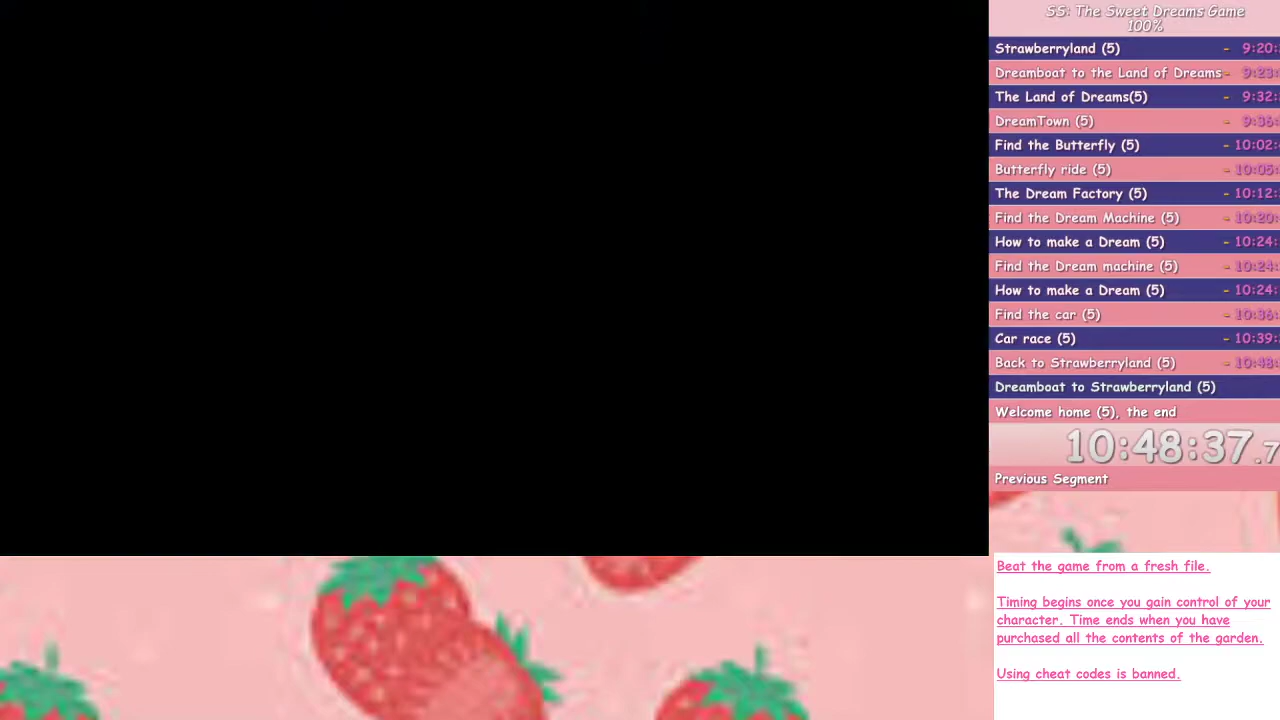 SS: The Sweet Dreams Game
100%
Strawberryland (5) - 9:20:
Dreamboat to the Land of Dreams - 9:23:
The Land of Dreams(5) - 9:32:
DreamTown (5) - 9:36:
Find the Butterfly (5) - 10:02:
Butterfly ride (5) - 10:05:
The Dream Factory (5) - 10:12:
Find the Dream Machine (5) - 10:20:
How to make a Dream (5) - 10:24:
Find the Dream machine (5) - 10:24:
How to make a Dream (5) - 10:24:
Find the car (5) - 10:36:
Car race (5) - 10:39:
Back to Strawberryland (5) - 10:48:
Dreamboat to Strawberryland (5)
Welcome home (5), the end
10:48:37.7
Previous Segment
Beat the game from a fresh file.
Timing begins once you gain control of your
character. Time ends when you have
purchased all the contents of the garden.
Using cheat codes is banned.